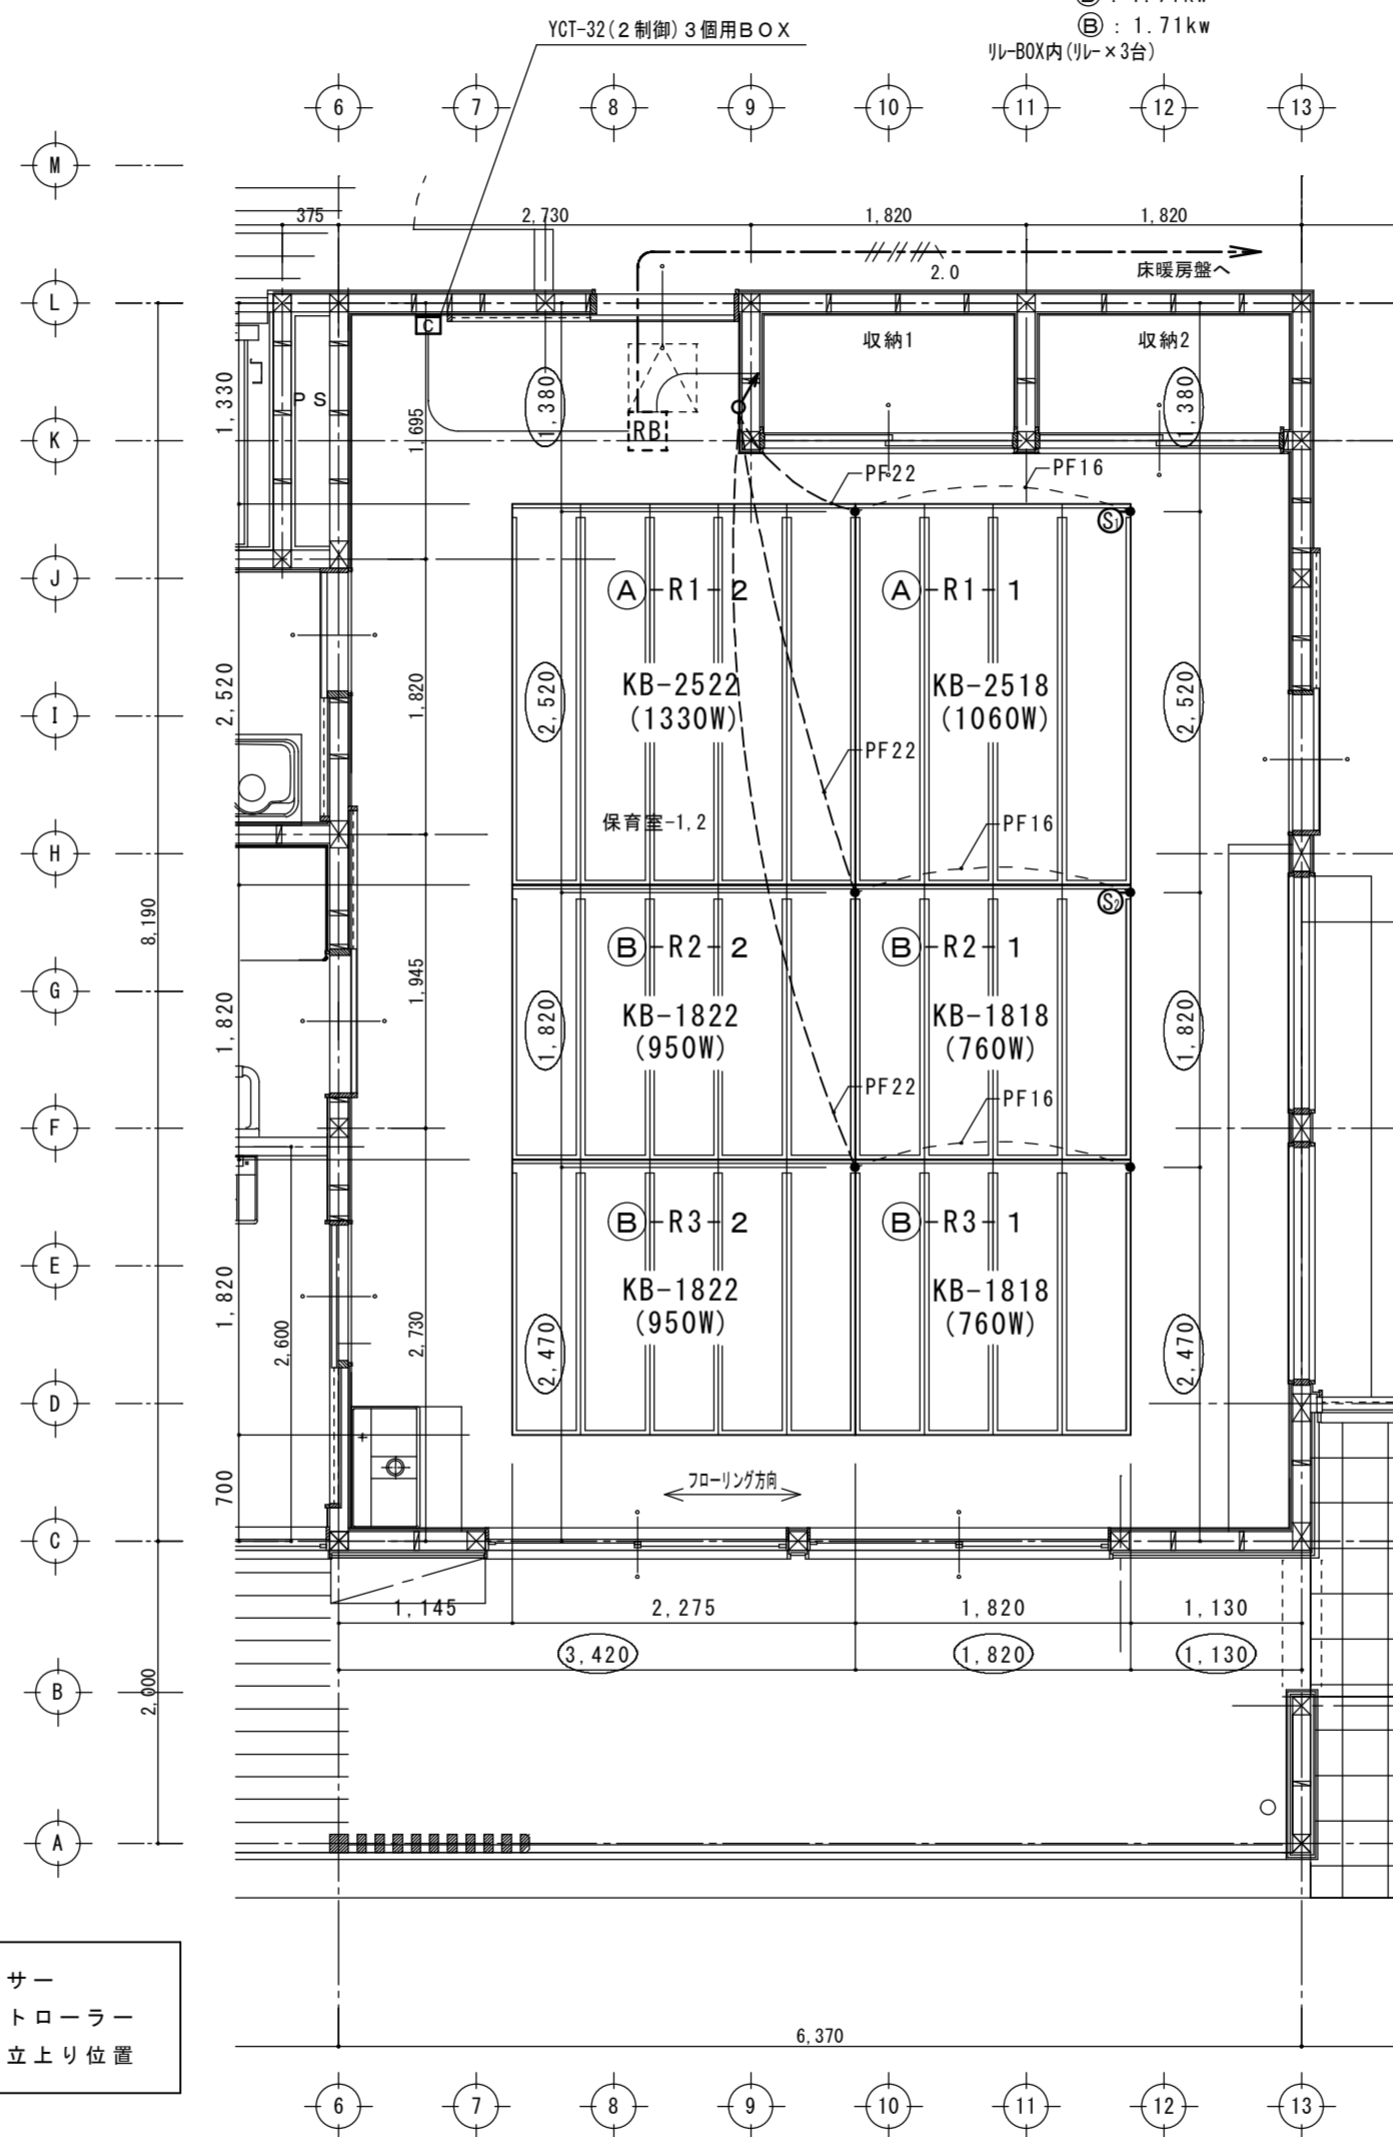 Ⓑ : 1.71kw
YCT-32(2制御)3個用BOX
リレーBOX内(リレー×3台)
6 7 8 9 10 11 12 13
M
375 2,730 1,820 1,820
2.0
床暖房盤へ
L
C
収納1 収納2
1,330
PS
1,695
1,380
1,380
K
RB
PF22
PF16
S1
J
Ⓐ-R1-2
Ⓐ-R1-1
2,520
1,820
2,520
KB-2522
(1330W)
KB-2518
(1060W)
2,520
I
PF22
保育室-1,2
PF16
H
S2
8,190
1,945
Ⓑ-R2-2
Ⓑ-R2-1
G
1,820
1,820
KB-1822
(950W)
KB-1818
(760W)
1,820
PF22
PF16
F
Ⓑ-R3-2
Ⓑ-R3-1
E
1,820
2,600
2,730
2,470
KB-1822
(950W)
KB-1818
(760W)
2,470
D
700
フローリング方向
C
1,145 2,275 1,820 1,130
3,420 1,820 1,130
B
2,000
A
サー
トローラー
立上り位置
6,370
6 7 8 9 10 11 12 13